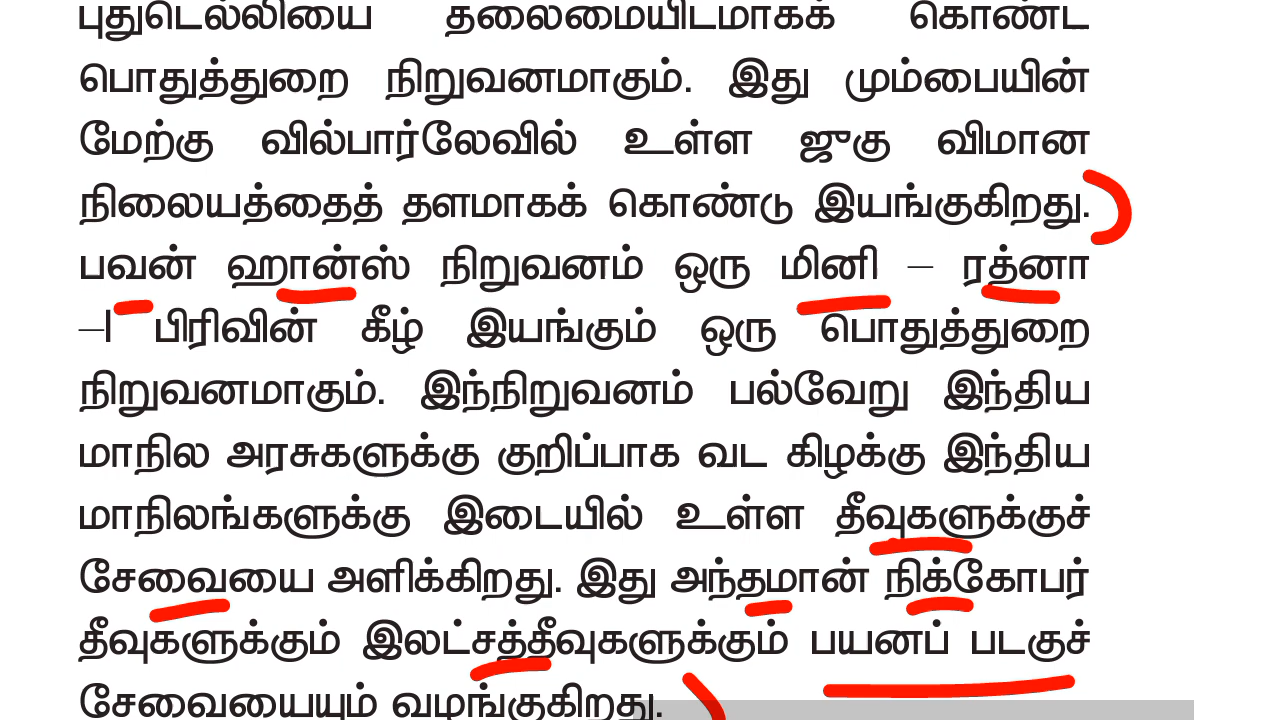 புதுடெல்லியை தலைமையிடமாகக் கொண்ட
பொதுத்துறை நிறுவனமாகும். இது மும்பையின்
மேற்கு வில்பார்லேவில் உள்ள ஜுகு விமான
நிலையத்தைத் தளமாகக் கொண்டு இயங்குகிறது.
பவன் ஹான்ஸ் நிறுவனம் ஒரு மினி – ரத்னா
–I பிரிவின் கீழ் இயங்கும் ஒரு பொதுத்துறை
நிறுவனமாகும். இந்நிறுவனம் பல்வேறு இந்திய
மாநில அரசுகளுக்கு குறிப்பாக வட கிழக்கு இந்திய
மாநிலங்களுக்கு இடையில் உள்ள தீவுகளுக்குச்
சேவையை அளிக்கிறது. இது அந்தமான் நிக்கோபர்
தீவுகளுக்கும் இலட்சத்தீவுகளுக்கும் பயனப் படகுச்
சேவையையும் வழங்குகிறது.